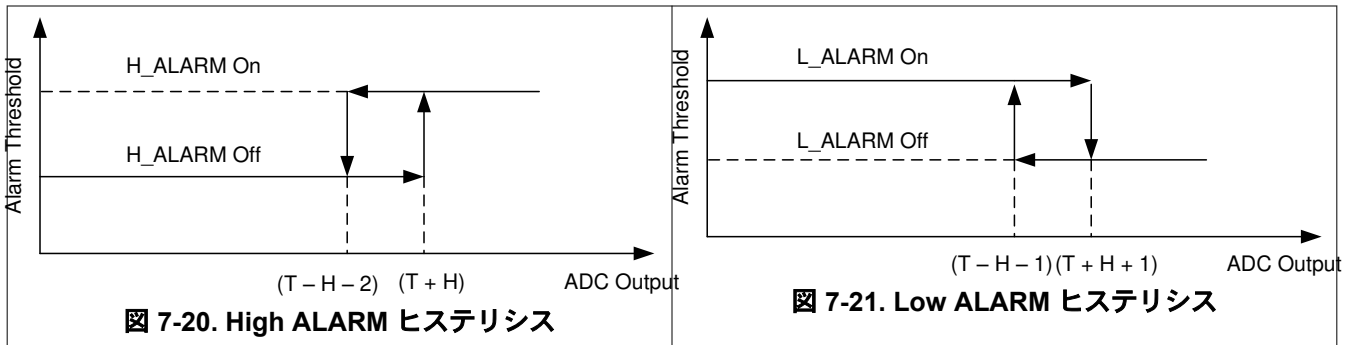 Alarm Threshold
H_ALARM On
H_ALARM Off
(T – H – 2)
(T + H)
ADC Output
図 7-20. High ALARM ヒステリシス
Alarm Threshold
L_ALARM On
L_ALARM Off
(T – H – 1)
(T + H + 1)
ADC Output
図 7-21. Low ALARM ヒステリシス